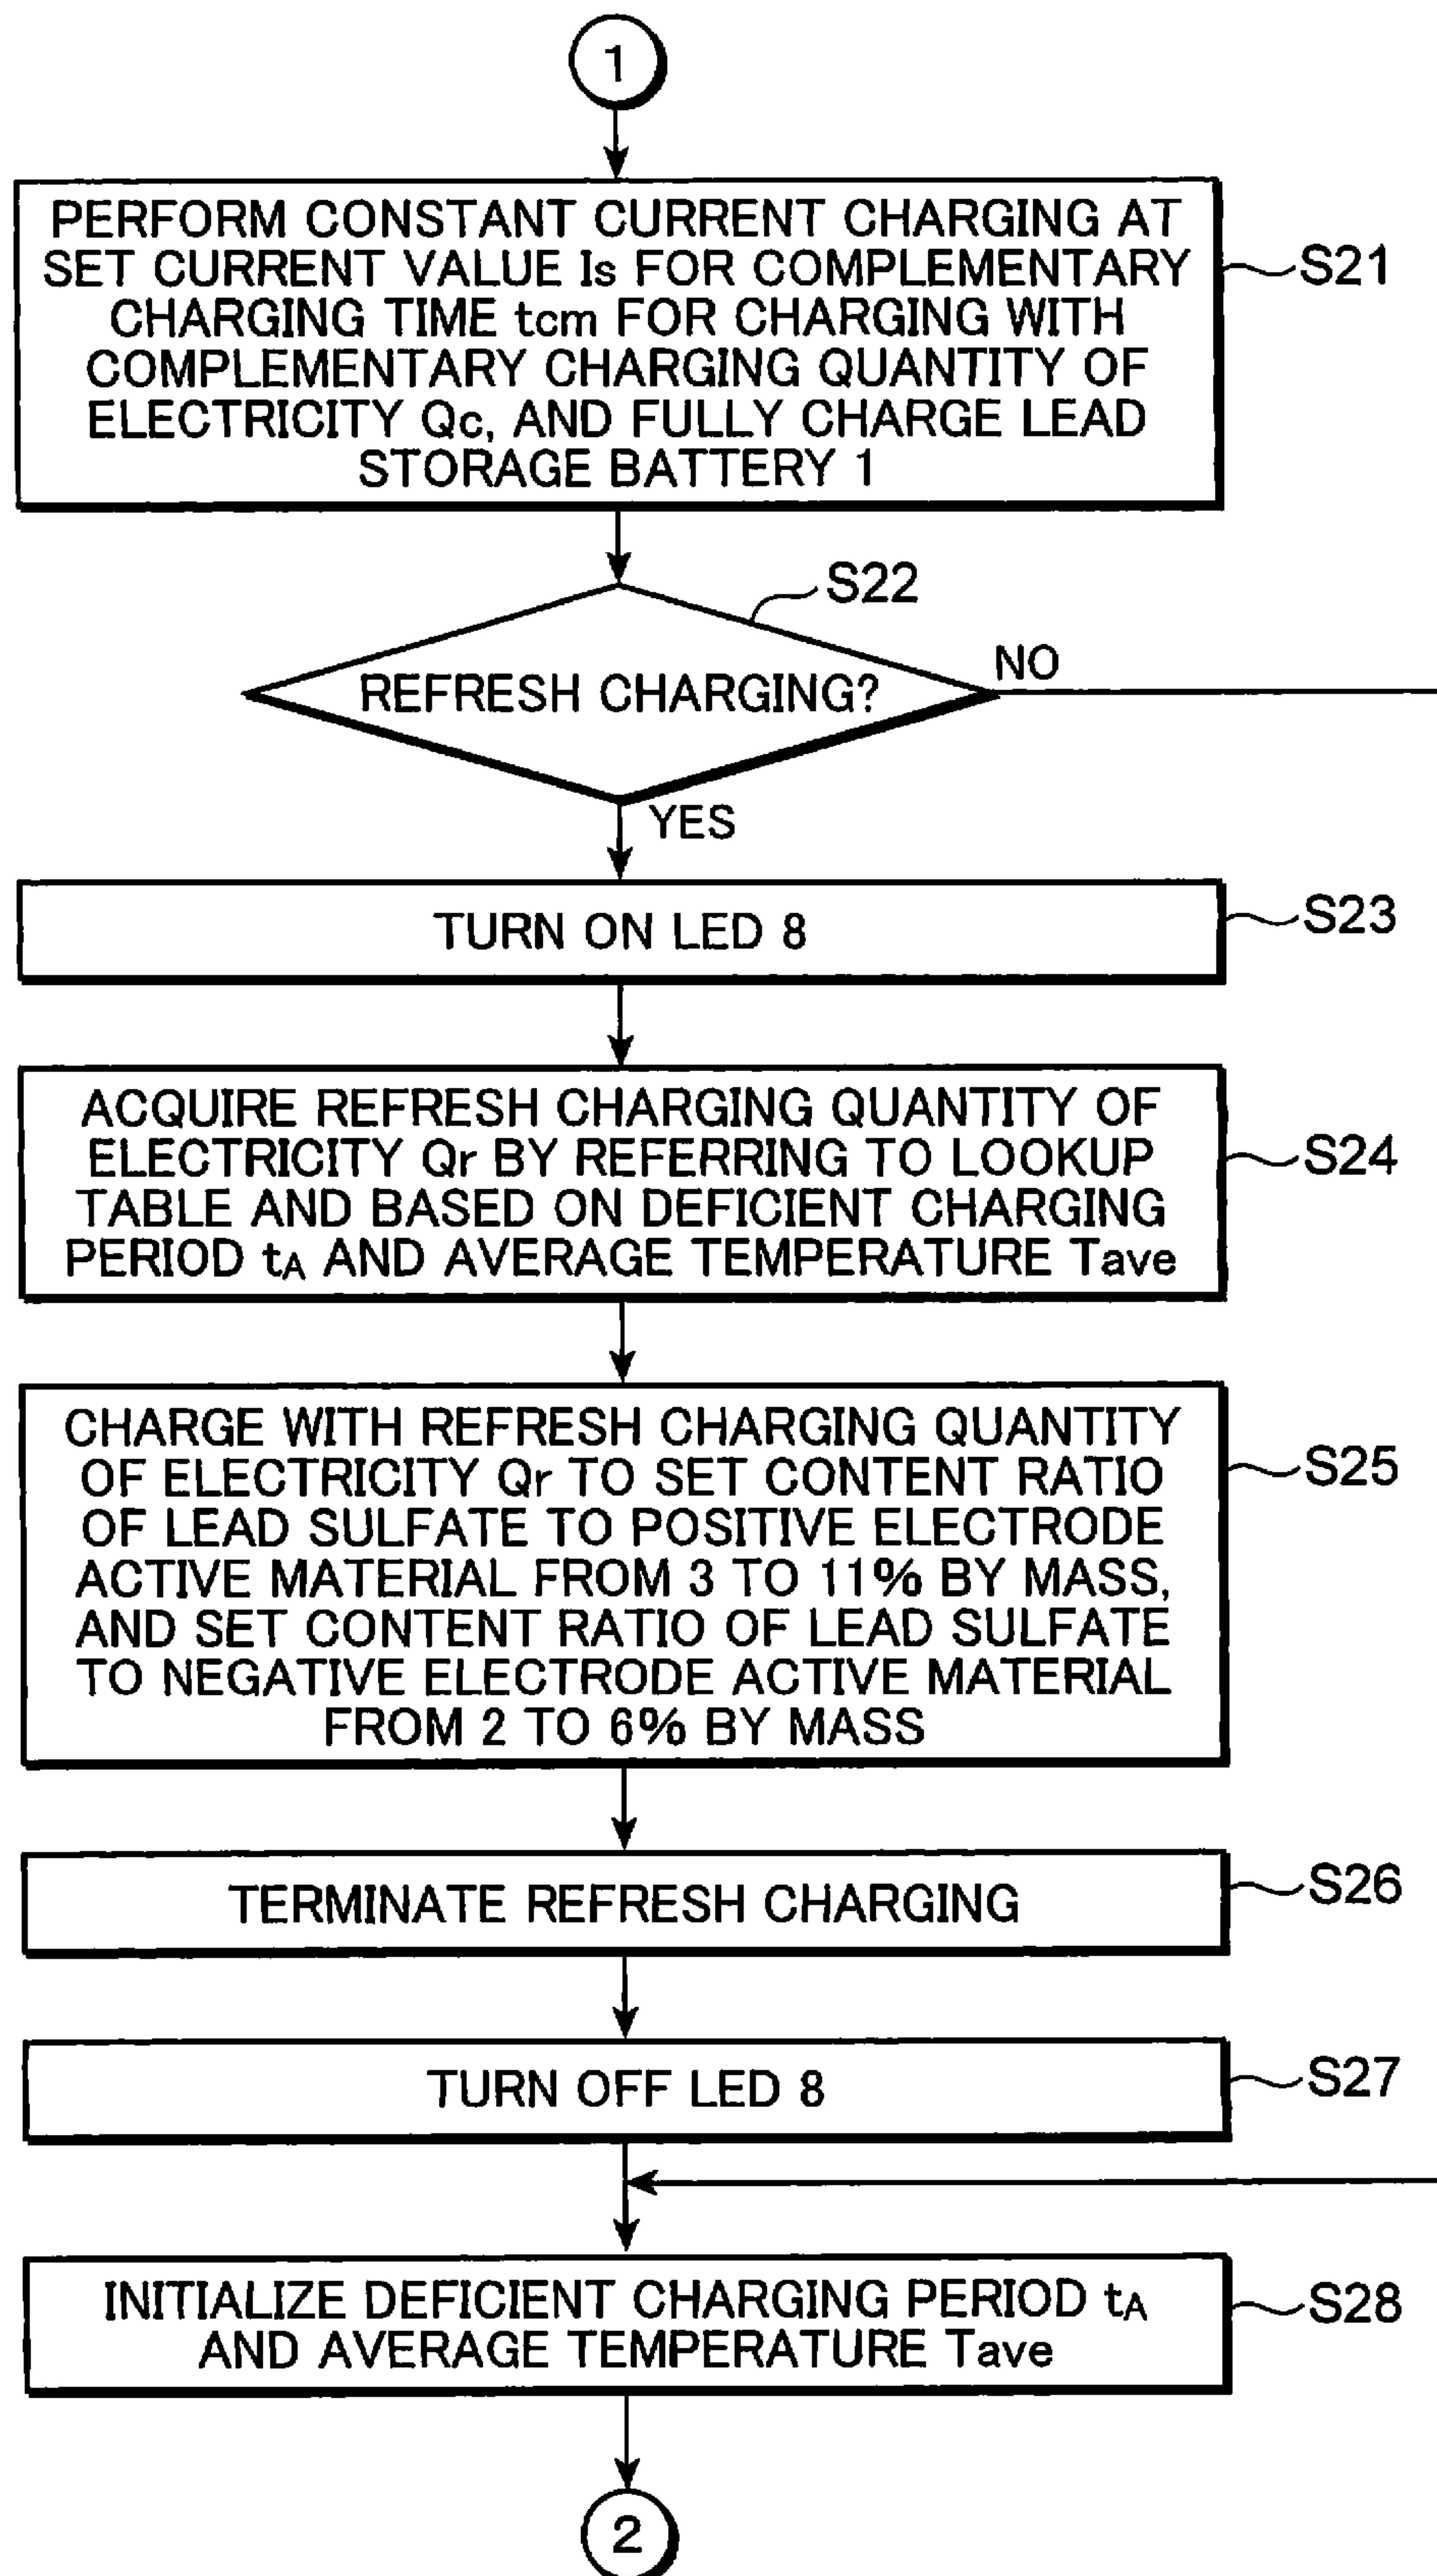 1
PERFORM CONSTANT CURRENT CHARGING AT
SET CURRENT VALUE Is FOR COMPLEMENTARY
CHARGING TIME tcm FOR CHARGING WITH
COMPLEMENTARY CHARGING QUANTITY OF
ELECTRICITY Qc, AND FULLY CHARGE LEAD
STORAGE BATTERY 1
S21
S22
REFRESH CHARGING?
NO
YES
TURN ON LED 8
S23
ACQUIRE REFRESH CHARGING QUANTITY OF
ELECTRICITY Qr BY REFERRING TO LOOKUP
TABLE AND BASED ON DEFICIENT CHARGING
PERIOD tA AND AVERAGE TEMPERATURE Tave
S24
CHARGE WITH REFRESH CHARGING QUANTITY
OF ELECTRICITY Qr TO SET CONTENT RATIO
OF LEAD SULFATE TO POSITIVE ELECTRODE
ACTIVE MATERIAL FROM 3 TO 11% BY MASS,
AND SET CONTENT RATIO OF LEAD SULFATE
TO NEGATIVE ELECTRODE ACTIVE MATERIAL
FROM 2 TO 6% BY MASS
S25
TERMINATE REFRESH CHARGING
S26
TURN OFF LED 8
S27
INITIALIZE DEFICIENT CHARGING PERIOD tA
AND AVERAGE TEMPERATURE Tave
S28
2